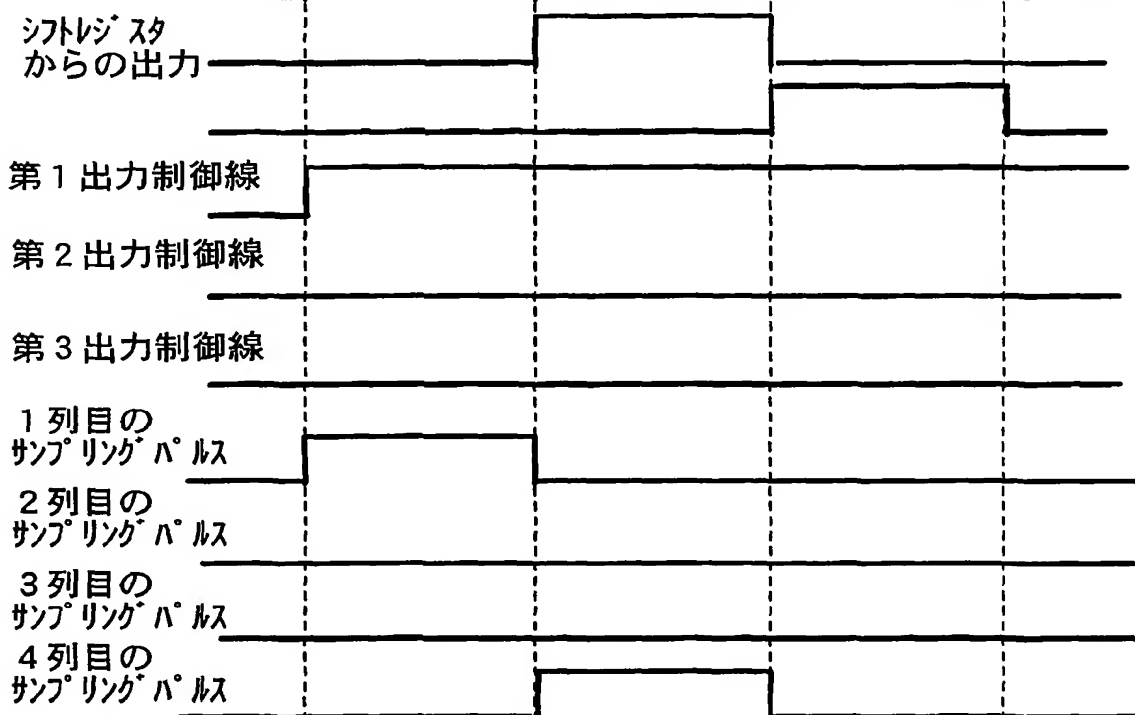 シフトレジスタ
からの出力
第1出力制御線
第2出力制御線
第3出力制御線
1列目の
サンプリングパルス
2列目の
サンプリングパルス
3列目の
サンプリングパルス
4列目の
サンプリングパルス